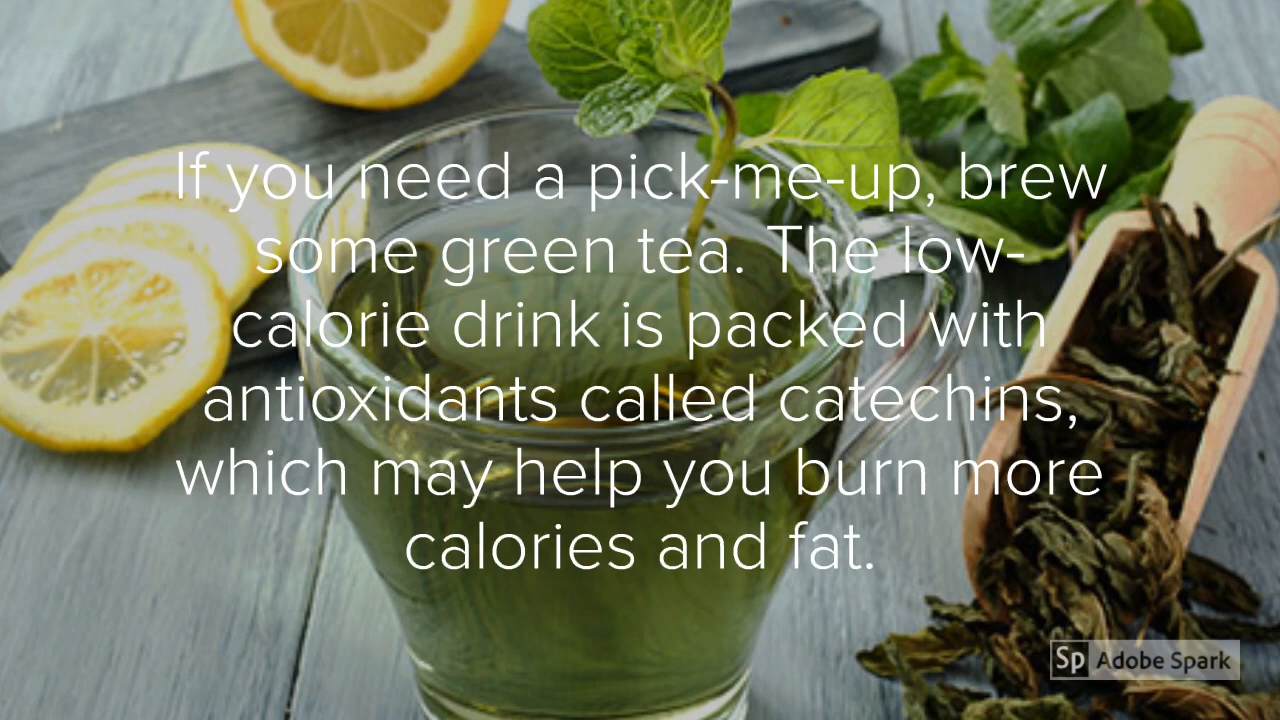 If you need a pick-me-up, brew
some green tea. The low-
calorie drink is packed with
antioxidants called catechins,
which may help you burn more
calories and fat.
Sp Adobe Spark